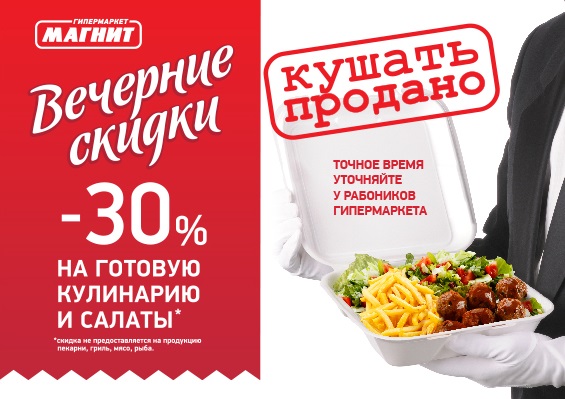 ГИПЕРМАРКЕТ
МАГНИТ
Вечерние
скидки
-30%
НА ГОТОВУЮ
КУЛИНАРИЮ
И САЛАТЫ*
*скидка не предоставляется на продукцию
пекарни, гриль, мясо, рыба.
кушать
продано
ТОЧНОЕ ВРЕМЯ
УТОЧНЯЙТЕ
У РАБОНИКОВ
ГИПЕРМАРКЕТА